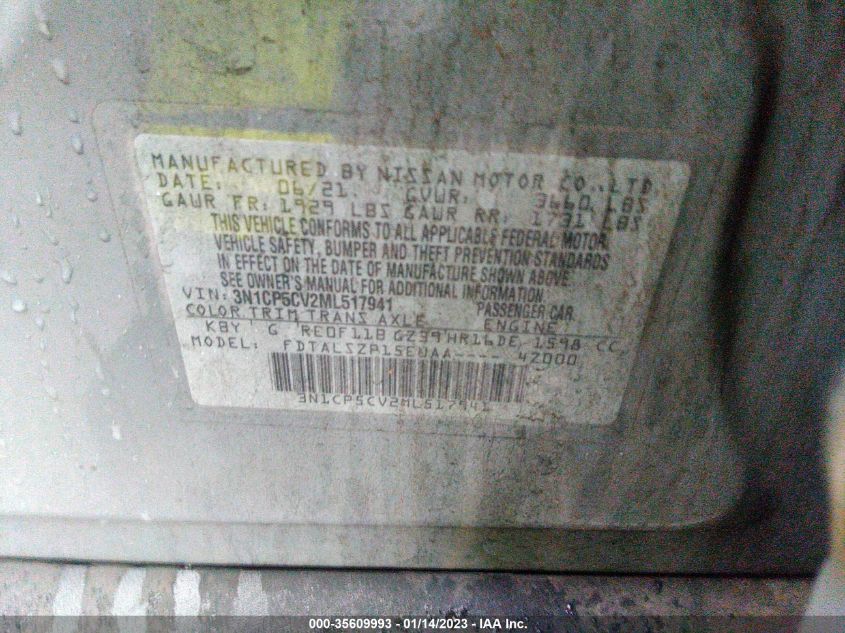 MANUFACTURED BY NISSAN MOTOR CO., LTD.
DATE: 06/21 GVWR: 3660 LBS
GAWR FR: 1929 LBS GAWR RR: 1731 LBS
THIS VEHICLE CONFORMS TO ALL APPLICABLE FEDERAL MOTOR
VEHICLE SAFETY, BUMPER AND THEFT PREVENTION STANDARDS
IN EFFECT ON THE DATE OF MANUFACTURE SHOWN ABOVE.
SEE OWNER'S MANUAL FOR ADDITIONAL INFORMATION.
VIN: 3N1CP5CV2ML517941 PASSENGER CAR
COLOR TRIM TRANS AXLE ENGINE
KBY G RE0F11B GZ39 HR16DE 1598 CC
MODEL: 42000
3N1CP5CV2ML517941
000-35609993 — 01/14/2023 — IAA Inc.